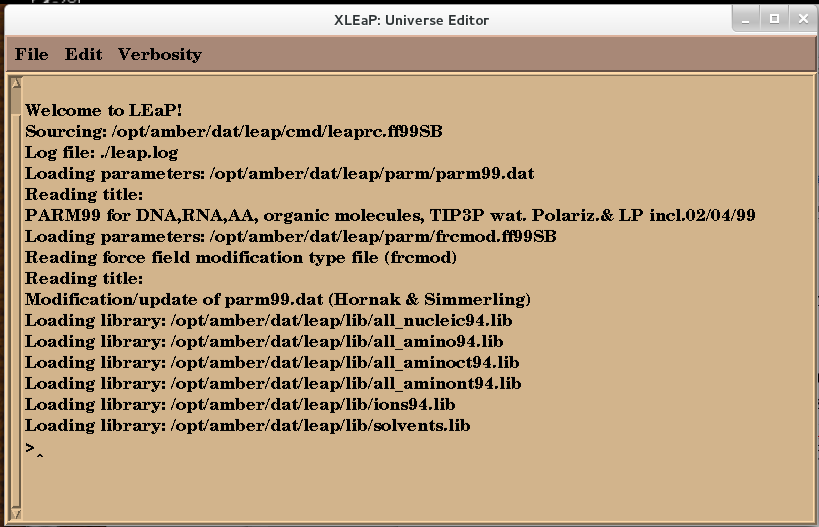 XLEaP: Universe Editor
File Edit Verbosity
Welcome to LEaP!
Sourcing: /opt/amber/dat/leap/cmd/leaprc.ff99SB
Log file: ./leap.log
Loading parameters: /opt/amber/dat/leap/parm/parm99.dat
Reading title:
PARM99 for DNA,RNA,AA, organic molecules, TIP3P wat. Polariz.& LP incl.02/04/99
Loading parameters: /opt/amber/dat/leap/parm/frcmod.ff99SB
Reading force field modification type file (frcmod)
Reading title:
Modification/update of parm99.dat (Hornak & Simmerling)
Loading library: /opt/amber/dat/leap/lib/all_nucleic94.lib
Loading library: /opt/amber/dat/leap/lib/all_amino94.lib
Loading library: /opt/amber/dat/leap/lib/all_aminoct94.lib
Loading library: /opt/amber/dat/leap/lib/all_aminont94.lib
Loading library: /opt/amber/dat/leap/lib/ions94.lib
Loading library: /opt/amber/dat/leap/lib/solvents.lib
>